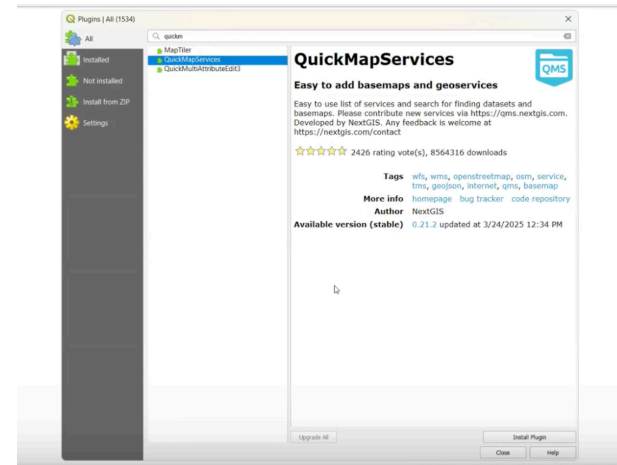 Plugins | All (1534)
All
quickm
Installed
Not installed
Install from ZIP
Settings
MapTiler
QuickMapServices
QuickMultiAttributeEdit3
QuickMapServices
QMS
Easy to add basemaps and geoservices
Easy to use list of services and search for finding datasets and
basemaps. Please contribute new services via https://qms.nextgis.com.
Developed by NextGIS. Any feedback is welcome at
https://nextgis.com/contact
2426 rating vote(s), 8564316 downloads
Tags wfs, wms, openstreetmap, osm, service,
tms, geojson, internet, qms, basemap
More info homepage bug tracker code repository
Author NextGIS
Available version (stable) 0.21.2 updated at 3/24/2025 12:34 PM
Upgrade All
Install Plugin
Close
Help